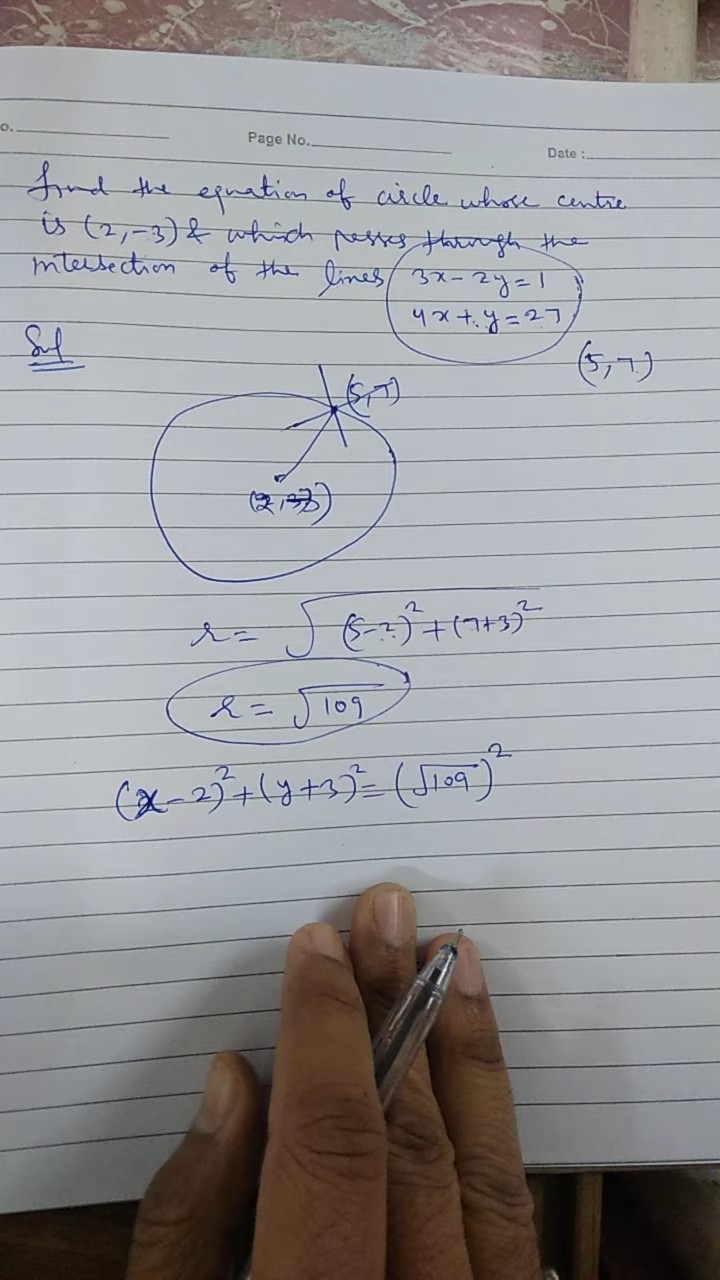 o.
Page No.
Date :
find the equation of circle whose centre
is (2,-3) & which passes through the
intersection of the lines 3x-2y=1
4x+y=27
Sol
(5,7)
(5,7)
r= √(5-2)²+(7+3)²
r= √109
(x-2)²+(y+3)²=(√109)²